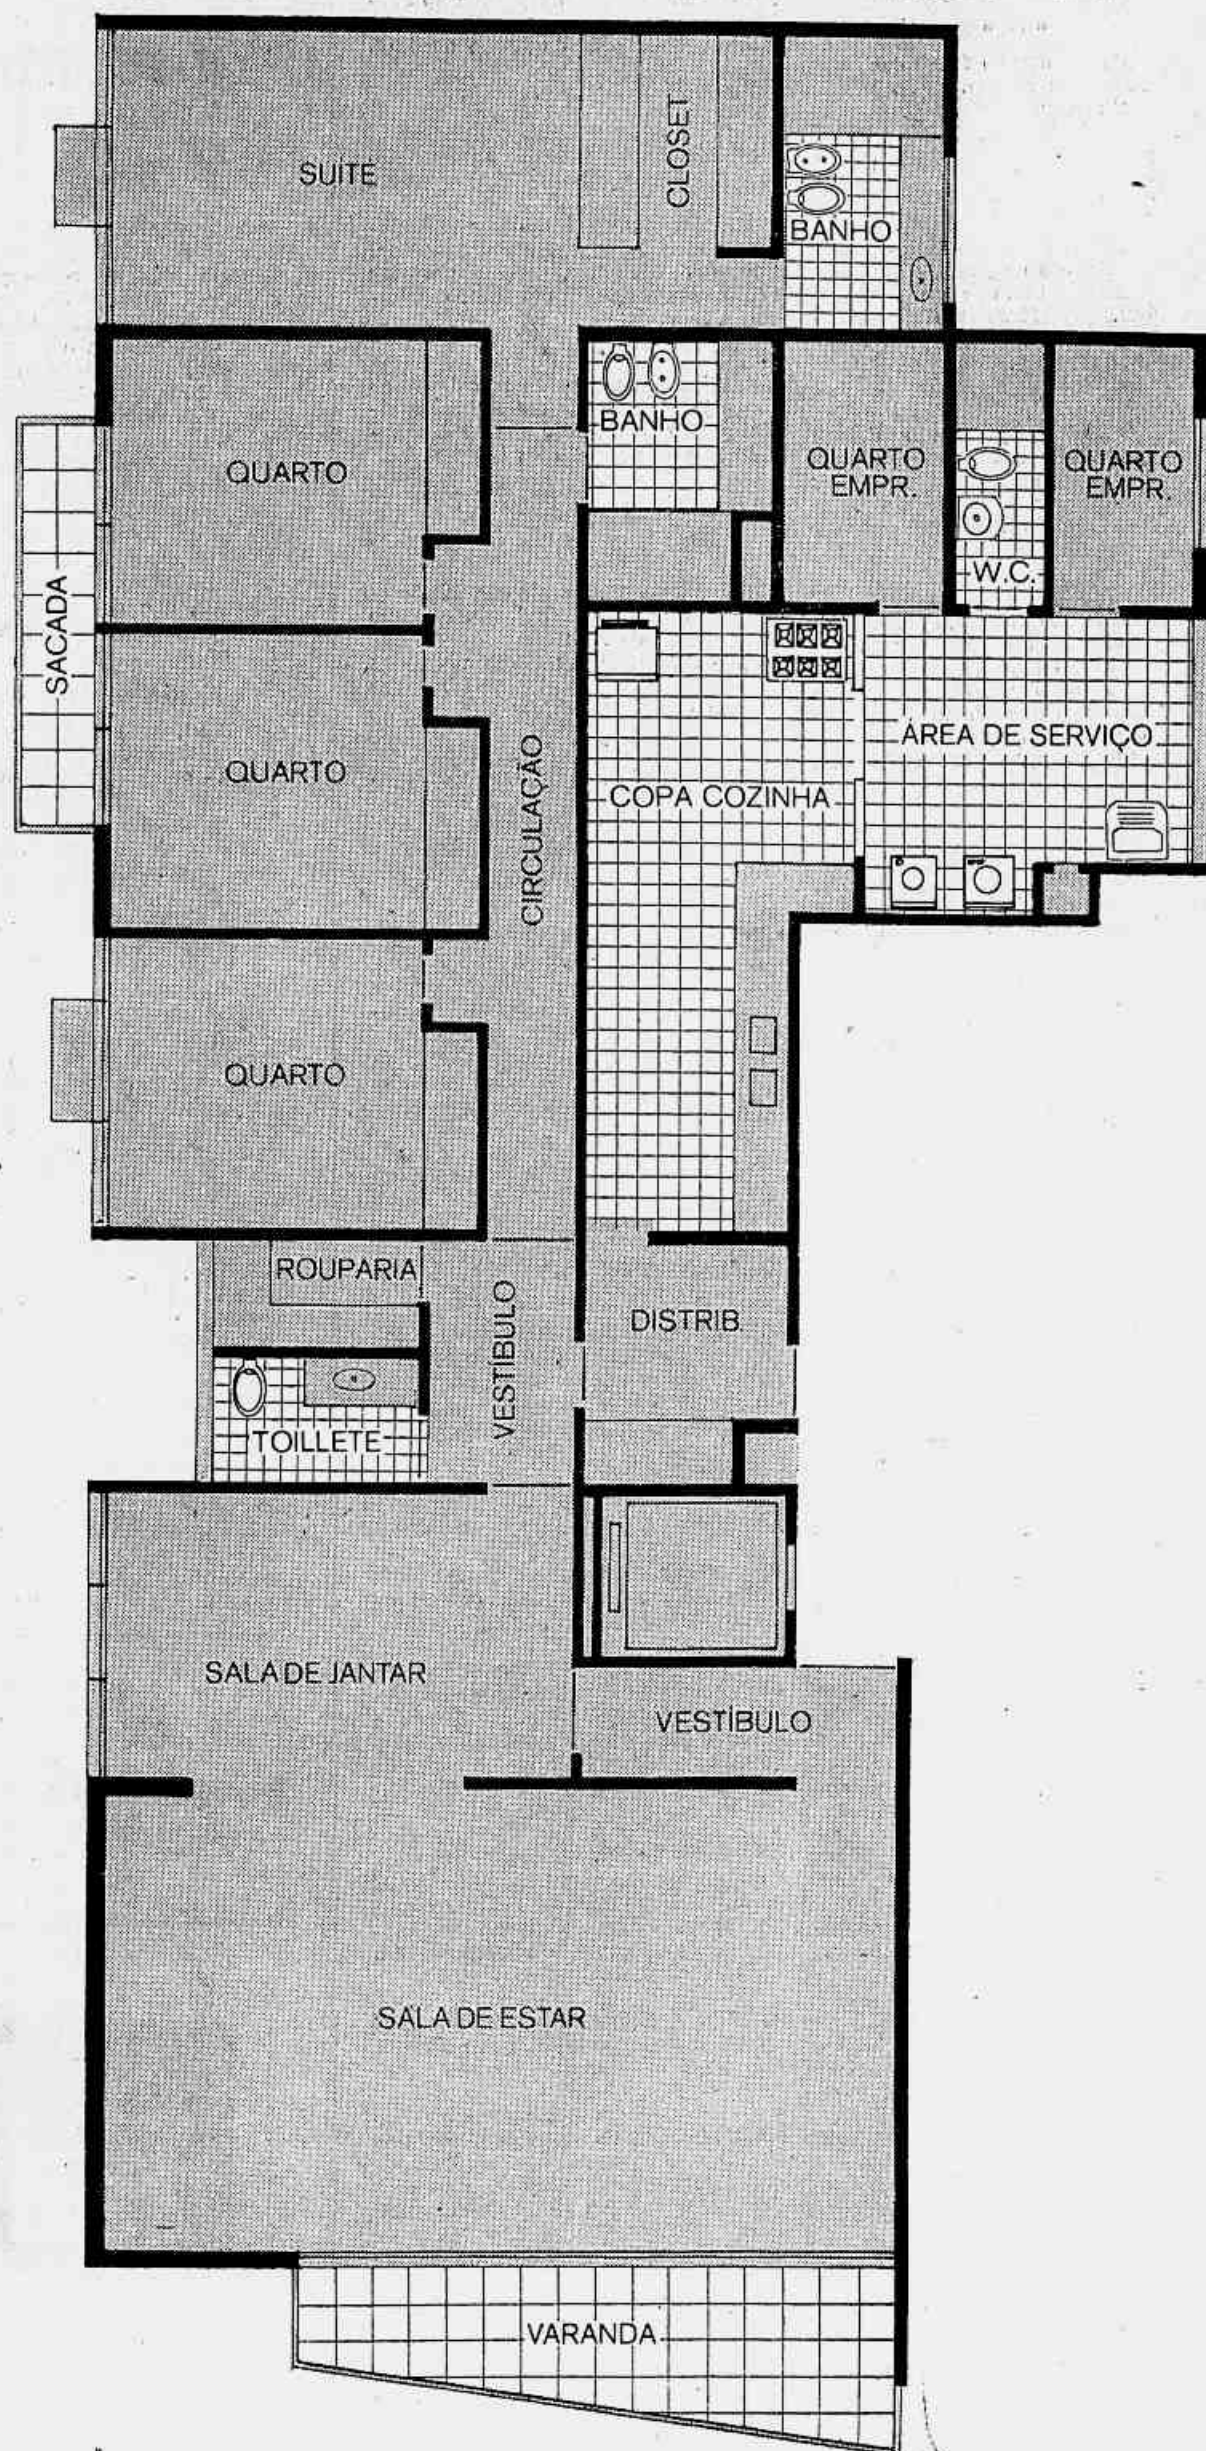 SUÍTE
CLOSET
BANHO
BANHO
QUARTO
QUARTO
EMPR.
W.C.
QUARTO
EMPR.
SACADA
QUARTO
CIRCULAÇÃO
COPA COZINHA
ÁREA DE SERVIÇO
QUARTO
ROUPARIA
VESTÍBULO
DISTRIB.
TOILLETE
SALA DE JANTAR
VESTÍBULO
SALA DE ESTAR
VARANDA